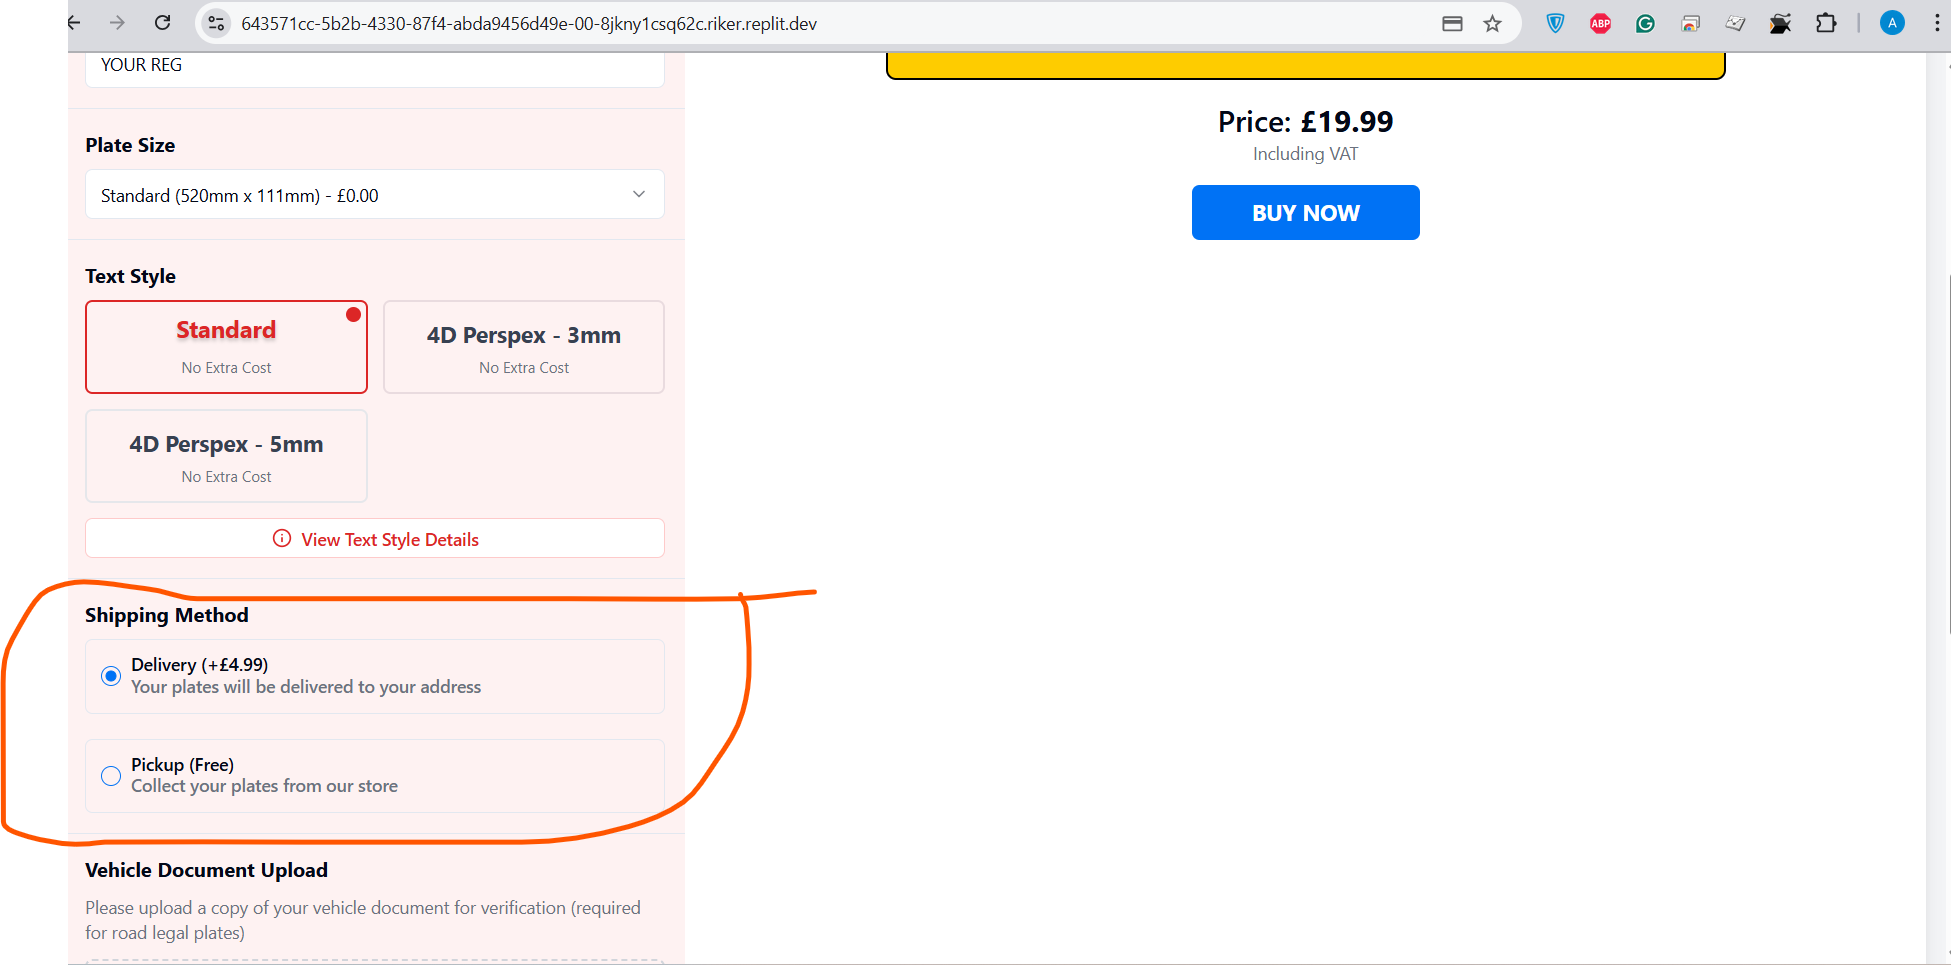 643571cc-5b2b-4330-87f4-abda9456d49e-00-8jkny1csq62c.riker.replit.dev
ABP
A
YOUR REG
Plate Size
Standard (520mm x 111mm) - £0.00
Text Style
Standard
No Extra Cost
4D Perspex - 3mm
No Extra Cost
4D Perspex - 5mm
No Extra Cost
View Text Style Details
Shipping Method
Delivery (+£4.99)
Your plates will be delivered to your address
Pickup (Free)
Collect your plates from our store
Vehicle Document Upload
Please upload a copy of your vehicle document for verification (required
for road legal plates)
Price: £19.99
Including VAT
BUY NOW